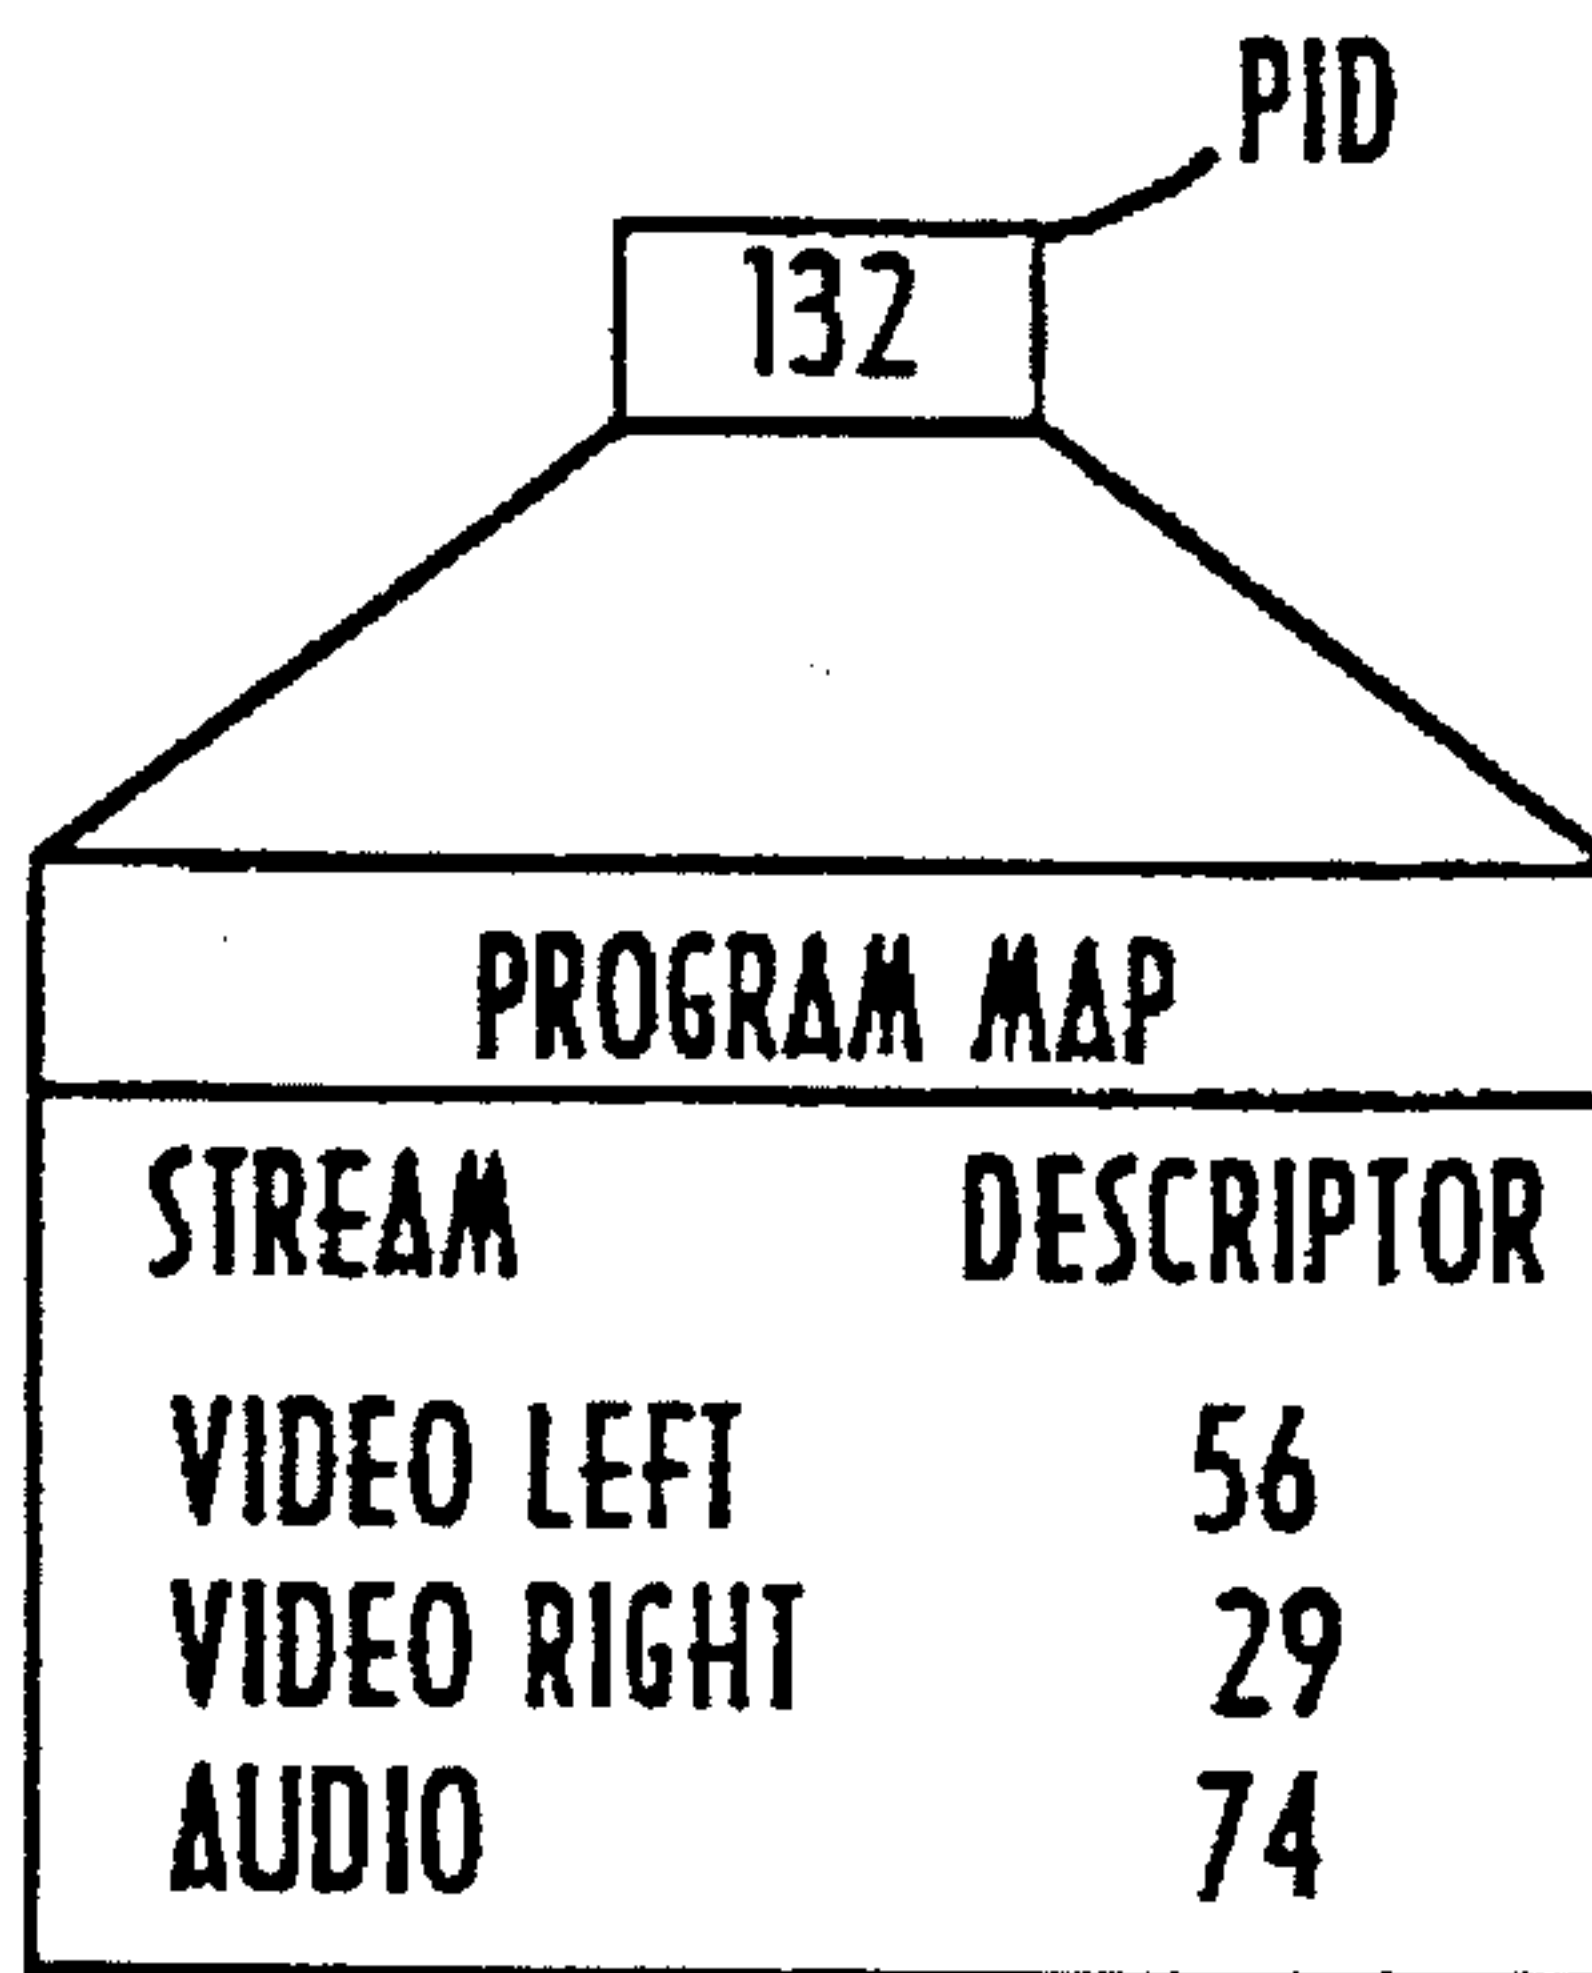 PID
132
PROGRAM MAP
STREAM DESCRIPTOR
VIDEO LEFT 56
VIDEO RIGHT 29
AUDIO 74